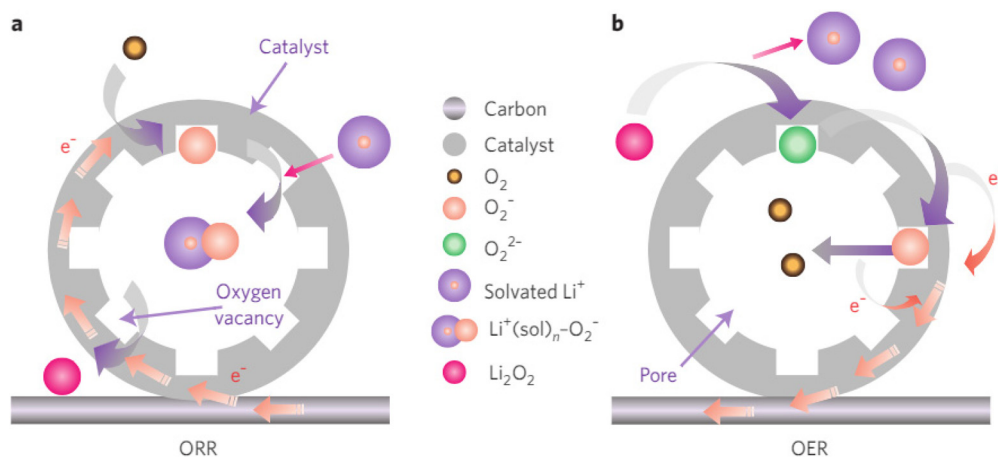 a
Catalyst
e⁻
Oxygen
vacancy
e⁻
ORR
Carbon
Catalyst
O₂
O₂⁻
O₂²⁻
Solvated Li⁺
Li⁺(sol)ₙ–O₂⁻
Li₂O₂
b
e
e⁻
Pore
OER